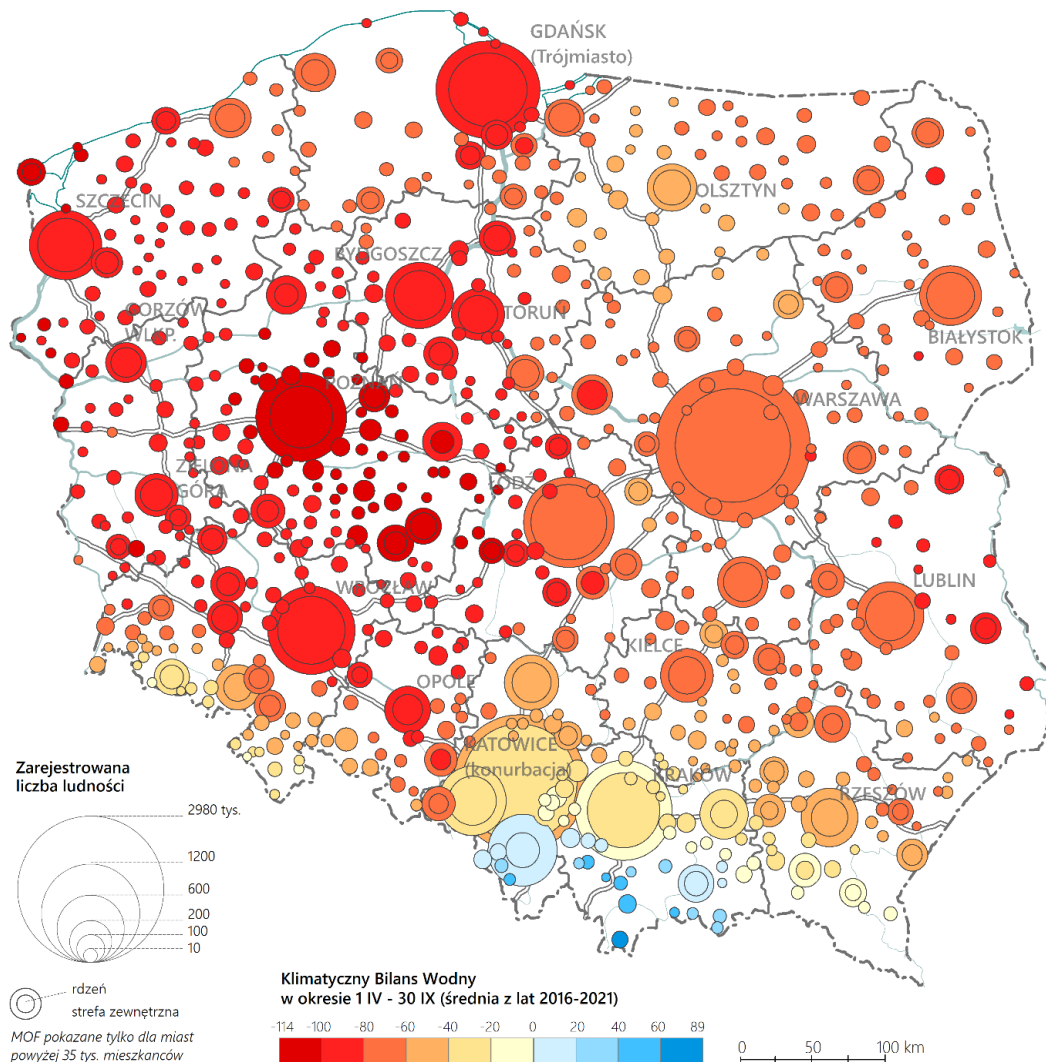 GDAŃSK
(Trójmiasto)
OLSZTYN
SZCZECIN
BYDGOSZCZ
TORUŃ
GORZÓW
WLKP.
BIAŁYSTOK
POZNAŃ
WARSZAWA
ZIELONA
GÓRA
ŁÓDŹ
WROCŁAW
LUBLIN
KIELCE
OPOLE
KATOWICE
(konurbacja)
KRAKÓW
RZESZÓW
Zarejestrowana
liczba ludności
2980 tys.
1200
600
200
100
10
rdzeń
strefa zewnętrzna
MOF pokazane tylko dla miast
powyżej 35 tys. mieszkańców
Klimatyczny Bilans Wodny
w okresie 1 IV - 30 IX (średnia z lat 2016-2021)
-114 -100 -80 -60 -40 -20 0 20 40 60 89
0 50 100 km